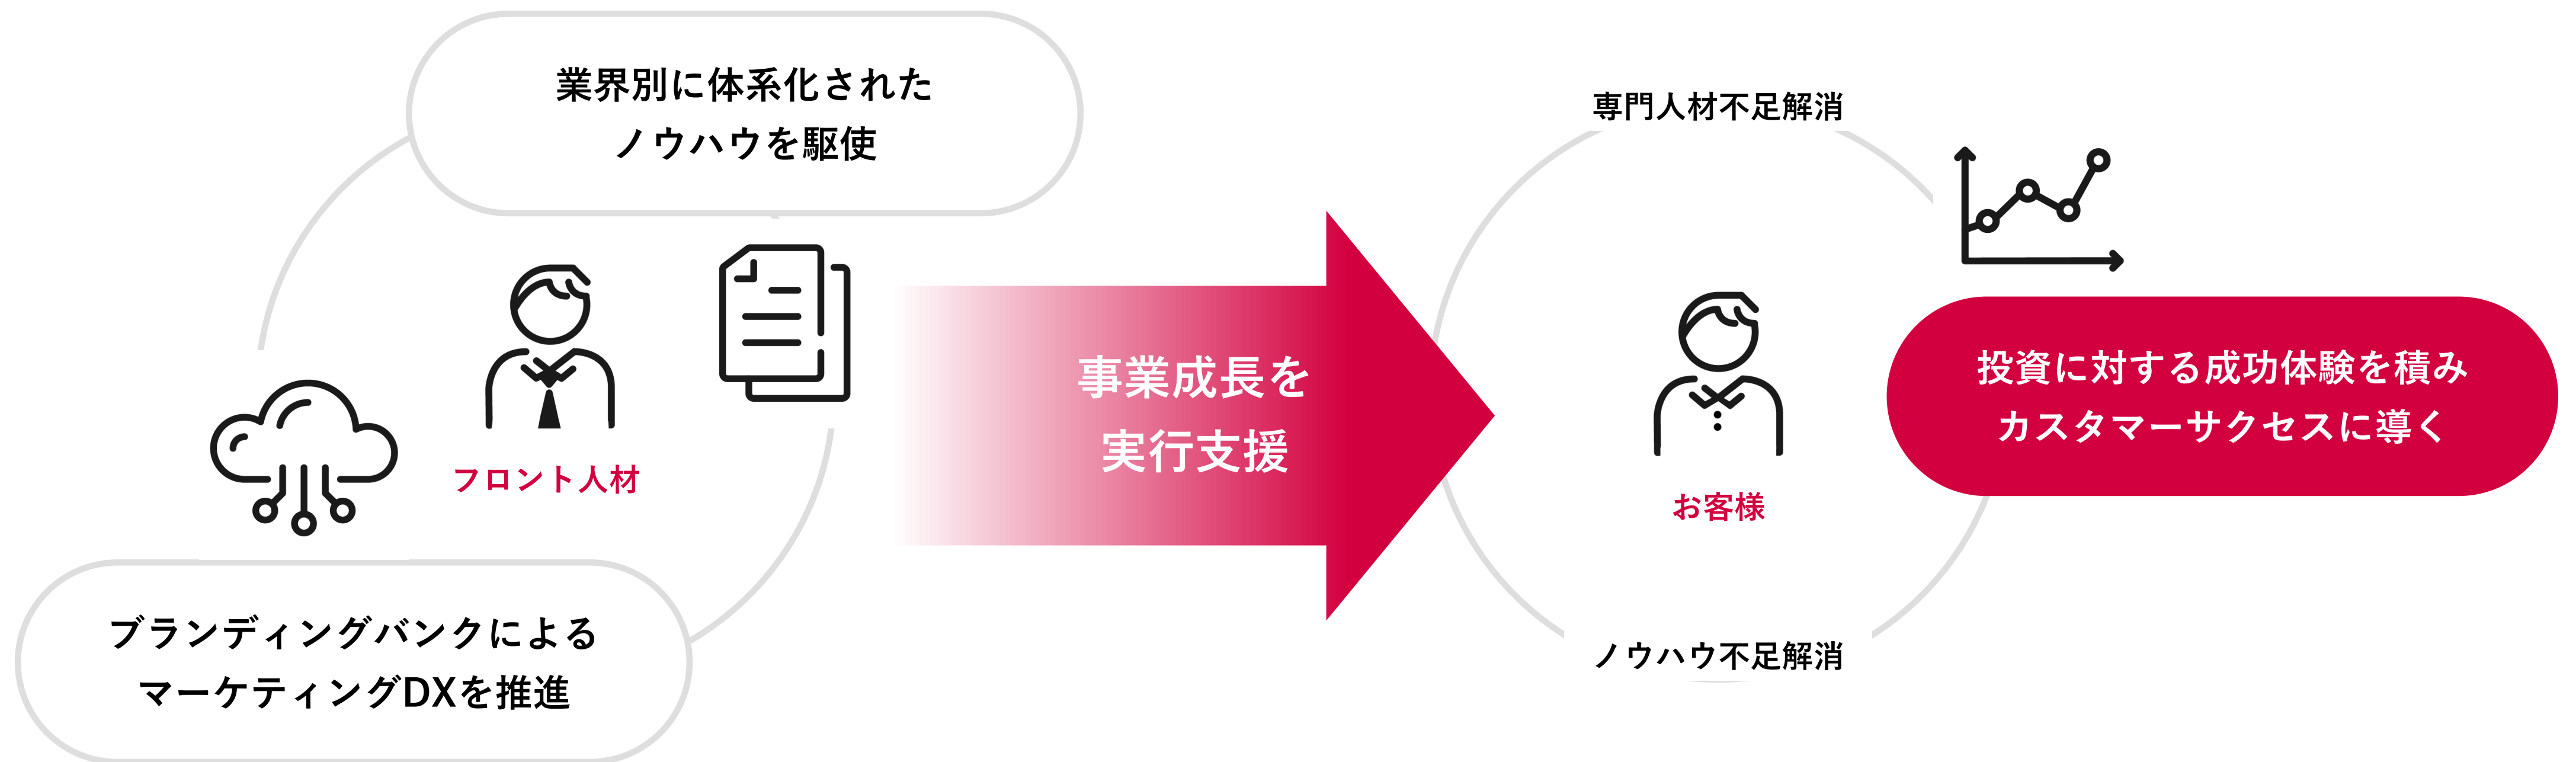 業界別に体系化された
ノウハウを駆使
フロント人材
ブランディングバンクによる
マーケティングDXを推進
事業成長を
実行支援
専門人材不足解消
お客様
投資に対する成功体験を積み
カスタマーサクセスに導く
ノウハウ不足解消